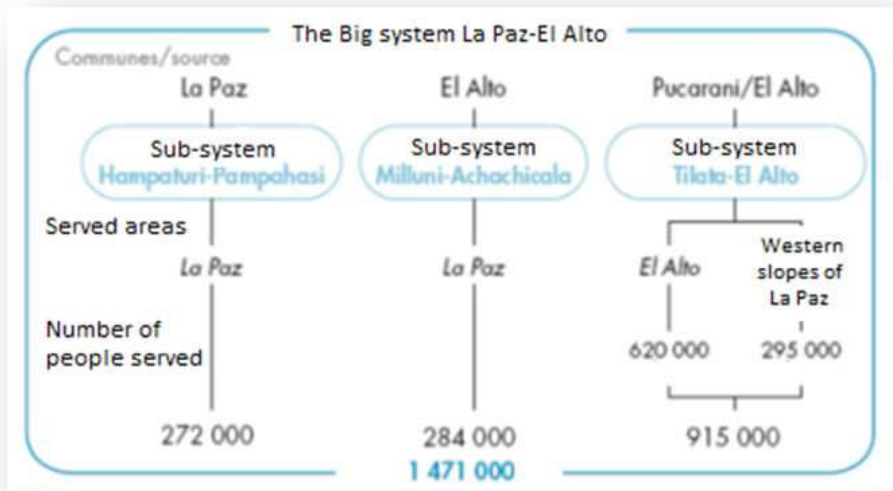 The Big system La Paz-El Alto
Communes/source
La Paz
El Alto
Pucarani/El Alto
Sub-system
Hampaturi-Pampahasi
Sub-system
Milluni-Achachicala
Sub-system
Tilata-El Alto
Served areas
La Paz
La Paz
El Alto
Western
slopes of
La Paz
Number of
people served
620 000
295 000
272 000
284 000
915 000
1 471 000